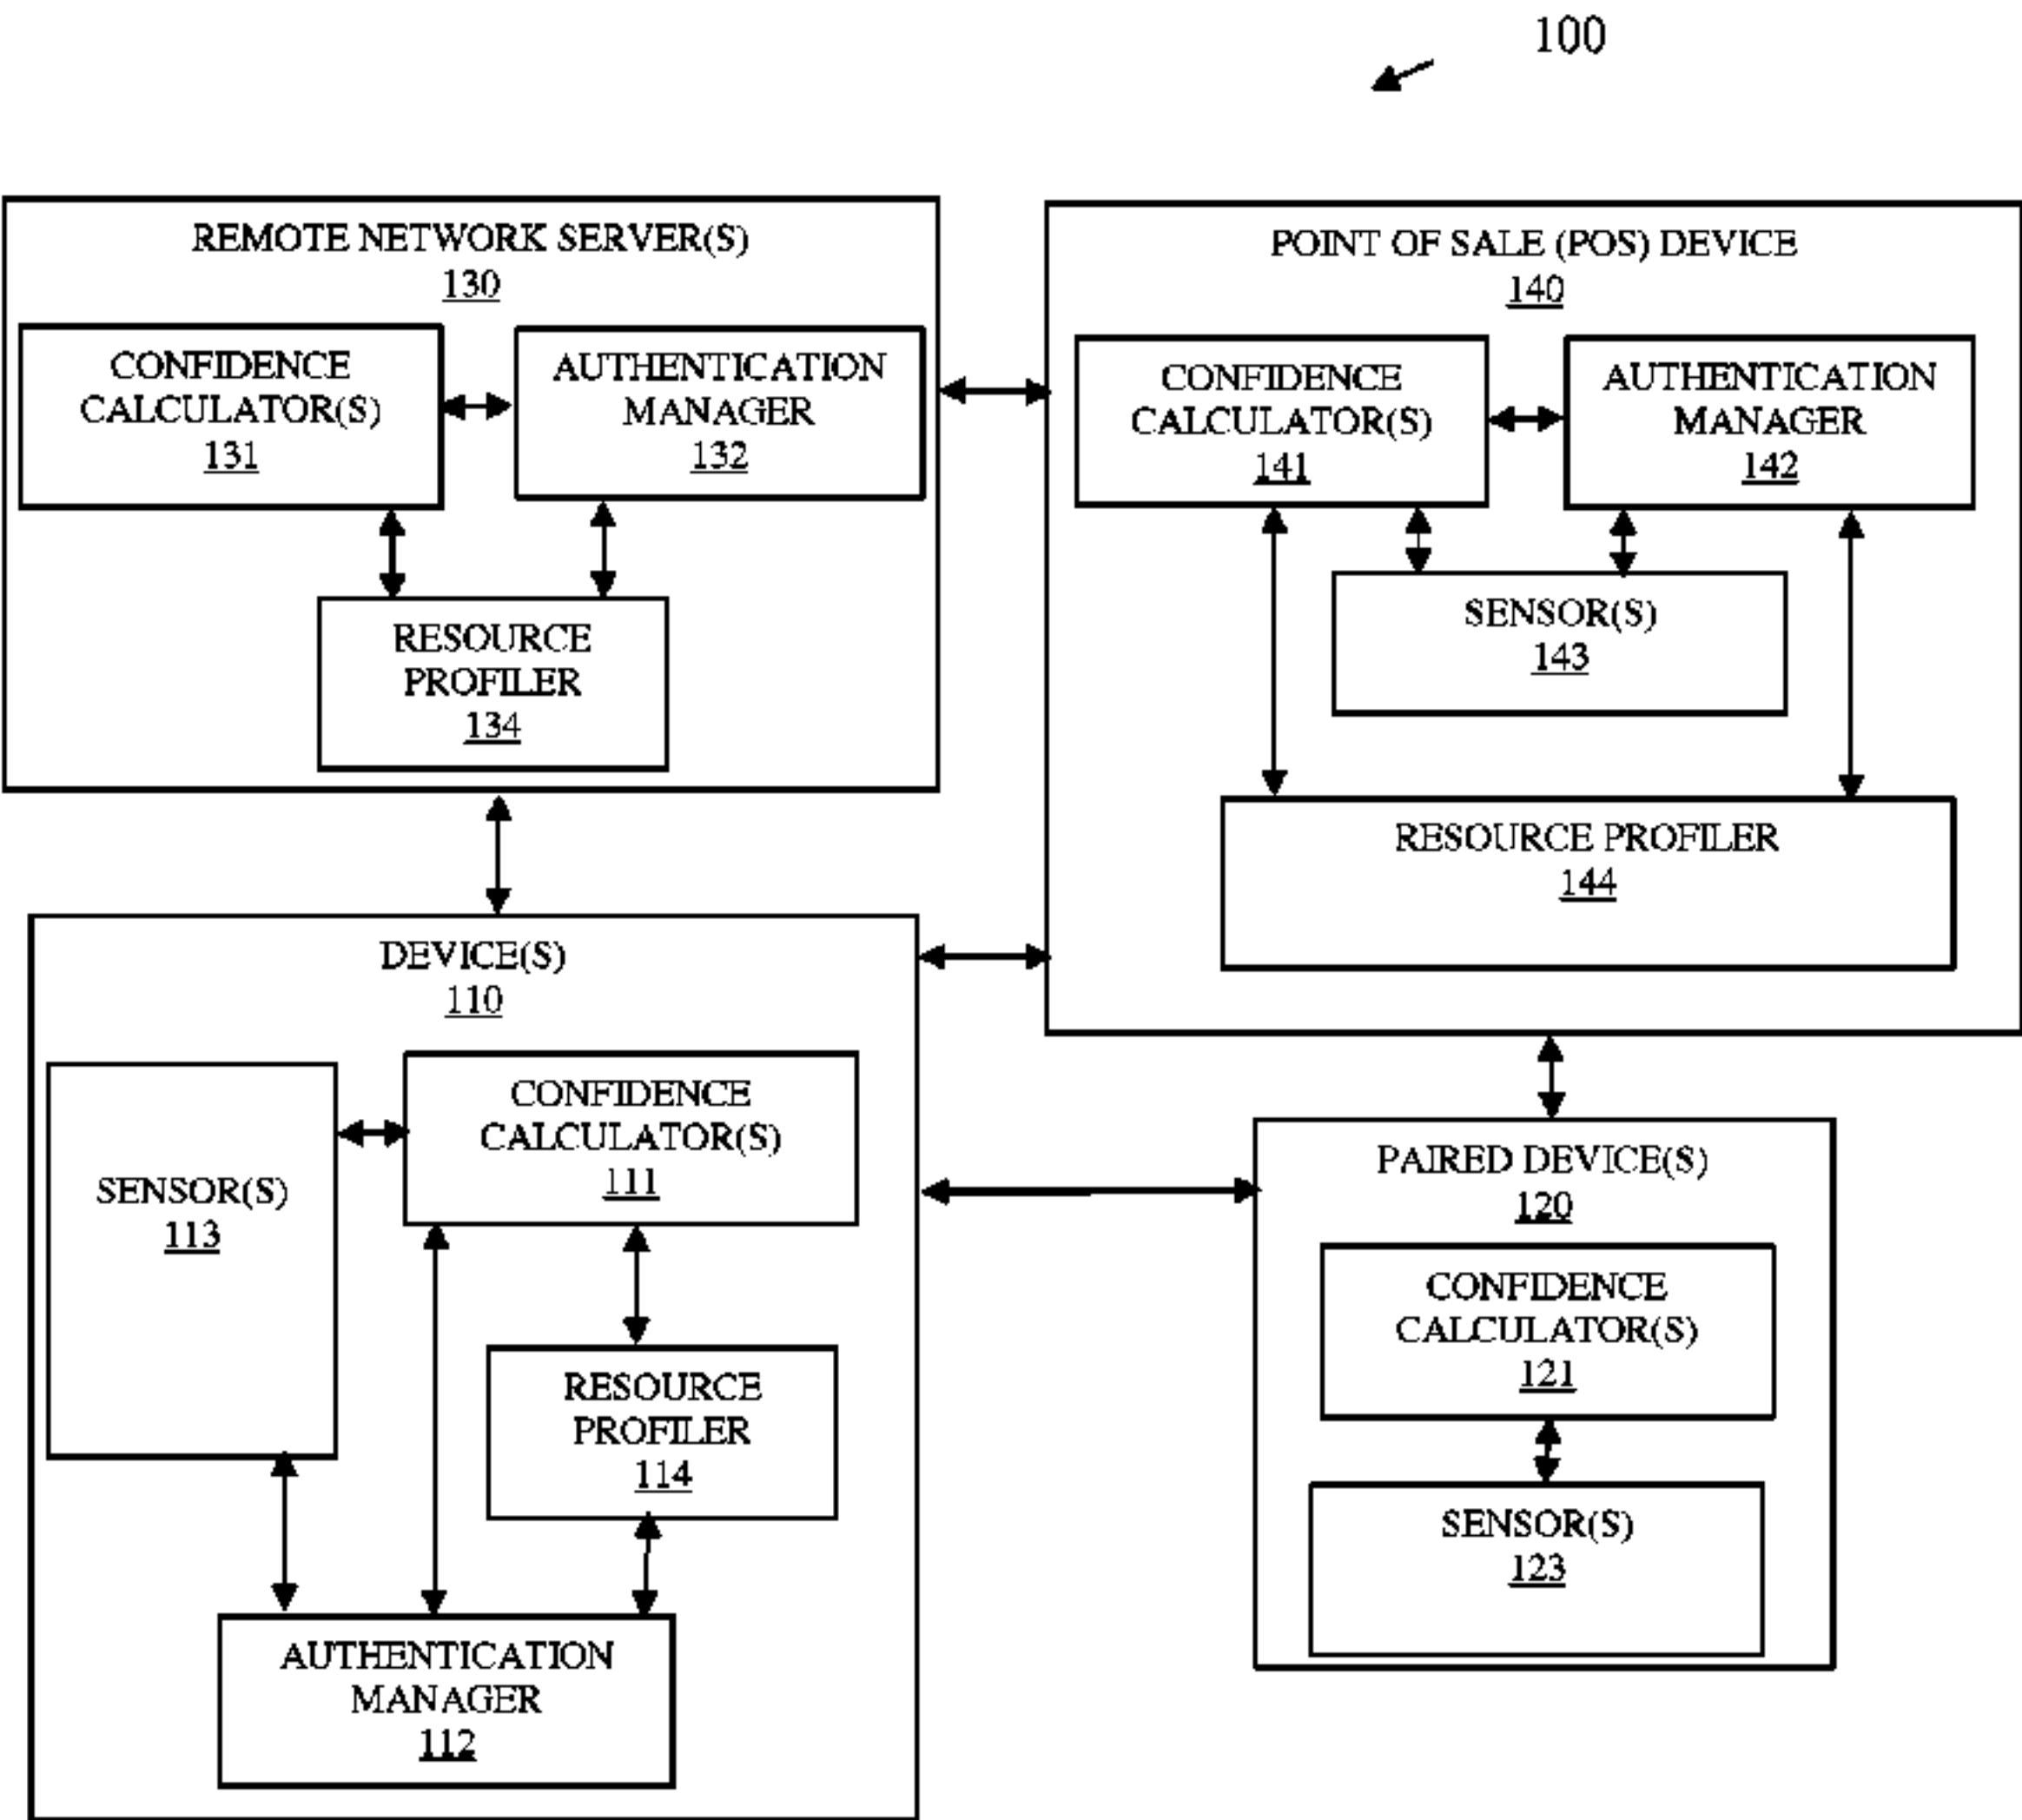 100
REMOTE NETWORK SERVER(S)
130
CONFIDENCE
CALCULATOR(S)
131
AUTHENTICATION
MANAGER
132
RESOURCE
PROFILER
134
POINT OF SALE (POS) DEVICE
140
CONFIDENCE
CALCULATOR(S)
141
AUTHENTICATION
MANAGER
142
SENSOR(S)
143
RESOURCE PROFILER
144
DEVICE(S)
110
SENSOR(S)
113
CONFIDENCE
CALCULATOR(S)
111
RESOURCE
PROFILER
114
AUTHENTICATION
MANAGER
112
PAIRED DEVICE(S)
120
CONFIDENCE
CALCULATOR(S)
121
SENSOR(S)
123